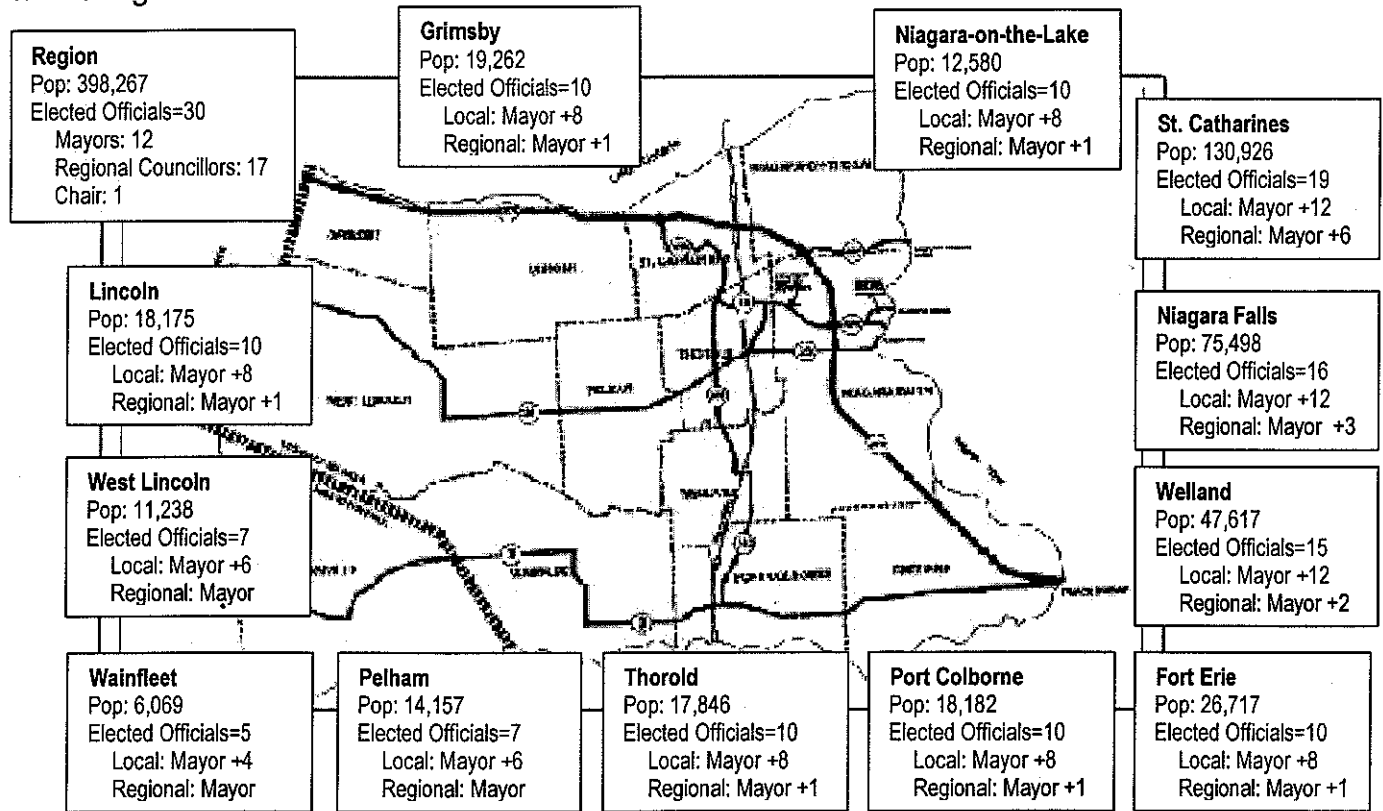 Region
Pop: 398,267
Elected Officials=30
Mayors: 12
Regional Councillors: 17
Chair: 1
Grimsby
Pop: 19,262
Elected Officials=10
Local: Mayor +8
Regional: Mayor +1
Niagara-on-the-Lake
Pop: 12,580
Elected Officials=10
Local: Mayor +8
Regional: Mayor +1
St. Catharines
Pop: 130,926
Elected Officials=19
Local: Mayor +12
Regional: Mayor +6
Lincoln
Pop: 18,175
Elected Officials=10
Local: Mayor +8
Regional: Mayor +1
Niagara Falls
Pop: 75,498
Elected Officials=16
Local: Mayor +12
Regional: Mayor +3
West Lincoln
Pop: 11,238
Elected Officials=7
Local: Mayor +6
Regional: Mayor
Welland
Pop: 47,617
Elected Officials=15
Local: Mayor +12
Regional: Mayor +2
Wainfleet
Pop: 6,069
Elected Officials=5
Local: Mayor +4
Regional: Mayor
Pelham
Pop: 14,157
Elected Officials=7
Local: Mayor +6
Regional: Mayor
Thorold
Pop: 17,846
Elected Officials=10
Local: Mayor +8
Regional: Mayor +1
Port Colborne
Pop: 18,182
Elected Officials=10
Local: Mayor +8
Regional: Mayor +1
Fort Erie
Pop: 26,717
Elected Officials=10
Local: Mayor +8
Regional: Mayor +1
PELHAM
WEST LINCOLN
PORT COLBORNE
FORT ERIE